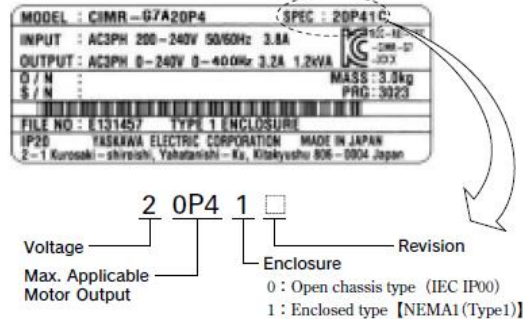 MODEL : CIMR-G7A20P4 SPEC : 20P41C
INPUT : AC3PH 200-240V 50/60Hz 3.8A
OUTPUT : AC3PH 0-240V 0-400Hz 3.2A 1.2kVA
O / N :
S / N :
MASS : 3.0kg
PRG : 3023
FILE NO : E131457 TYPE 1 ENCLOSURE
IP20 YASKAWA ELECTRIC CORPORATION MADE IN JAPAN
2-1 Kurosaki-shiroishi, Yahatanishi-Ku, Kitakyushu 806-0004 Japan
2 0P4 1
Voltage
Revision
Max. Applicable
Motor Output
Enclosure
0 : Open chassis type (IEC IP00)
1 : Enclosed type 【NEMA1(Type1)】